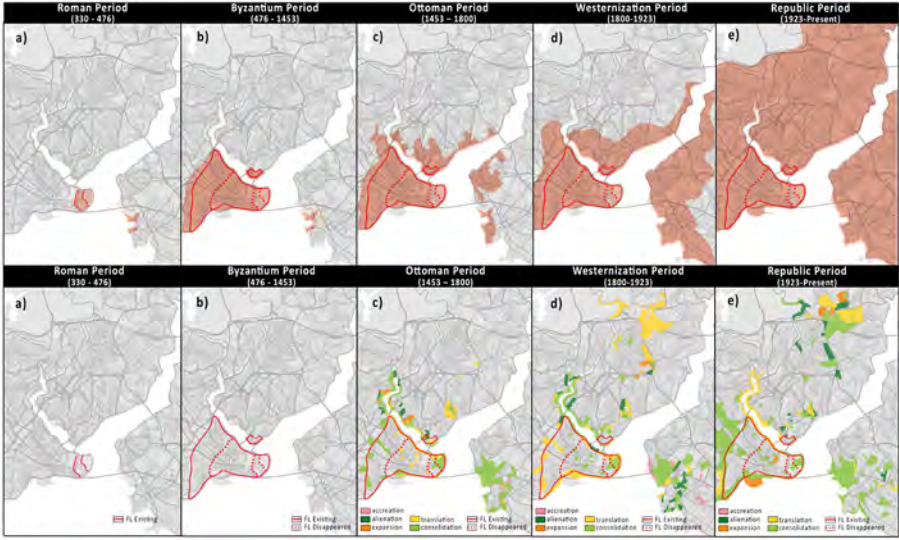 Roman Period
(330 - 476)
Byzantine Period
(476 - 1453)
Ottoman Period
(1453 – 1800)
Westernization Period
(1800-1923)
Republic Period
(1923-Present)
a)
b)
c)
d)
e)
Roman Period
(330 - 476)
Byzantium Period
(476 - 1453)
Ottoman Period
(1453 – 1800)
Westernization Period
(1800-1923)
Republic Period
(1923-Present)
a)
b)
c)
d)
e)
FL Existing
FL Existing
FL Disappeared
accreation
alienation
translation
FL Existing
expansion
consolidation
FL Disappeared
accreation
alienation
translation
FL Existing
expansion
consolidation
FL Disappeared
accreation
alienation
translation
FL Existing
expansion
consolidation
FL Disappeared